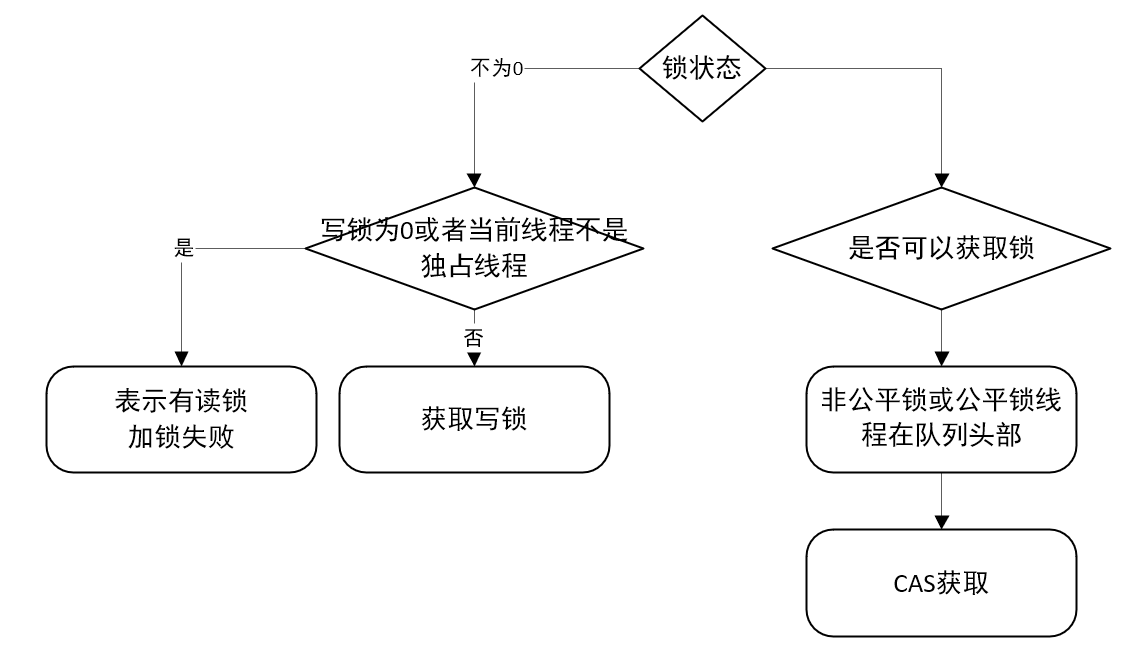 锁状态
不为0
写锁为0或者当前线程不是
独占线程
是否可以获取锁
是
否
表示有读锁
加锁失败
获取写锁
非公平锁或公平锁线
程在队列头部
CAS获取